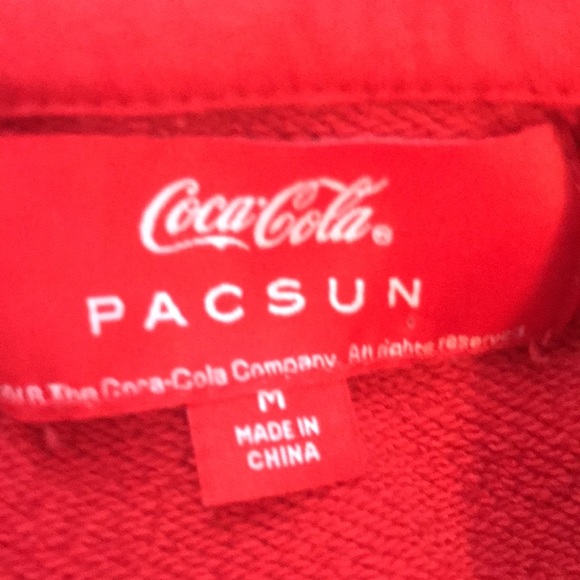 Coca-Cola®
PACSUN
The Coca-Cola Company. All rights reserved
M
MADE IN
CHINA